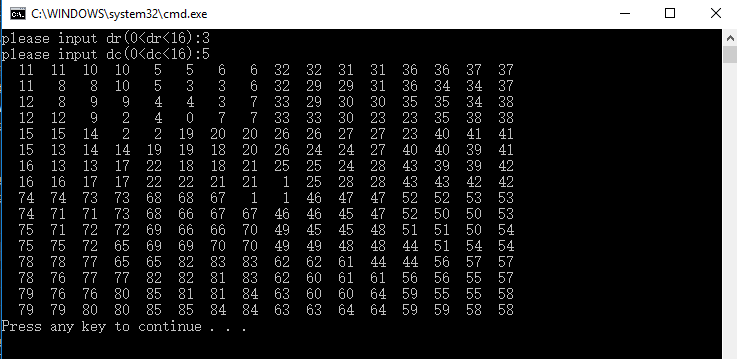 C:\WINDOWS\system32\cmd.exe
please input dr(0<dr<16):3
please input dc(0<dc<16):5
11 11 10 10 5 5 6 6 32 32 31 31 36 36 37 37
11 8 8 10 5 3 3 6 32 29 29 31 36 34 34 37
12 8 9 9 4 4 3 7 33 29 30 30 35 35 34 38
12 12 9 2 4 0 7 7 33 33 30 23 23 35 38 38
15 15 14 2 2 19 20 20 26 26 27 27 23 40 41 41
15 13 14 14 19 19 18 20 26 24 24 27 40 40 39 41
16 13 13 17 22 18 18 21 25 25 24 28 43 39 39 42
16 16 17 17 22 22 21 21 1 25 28 28 43 43 42 42
74 74 73 73 68 68 67 1 1 46 47 47 52 52 53 53
74 71 71 73 68 66 67 67 46 46 45 47 52 50 50 53
75 71 72 72 69 66 66 70 49 45 45 48 51 51 50 54
75 75 72 65 69 69 70 70 49 49 48 48 44 51 54 54
78 78 77 65 65 82 83 83 62 62 61 44 44 56 57 57
78 76 77 77 82 82 81 83 62 60 61 61 56 56 55 57
79 76 76 80 85 81 81 84 63 60 60 64 59 55 55 58
79 79 80 80 85 85 84 84 63 63 64 64 59 59 58 58
Press any key to continue . . .